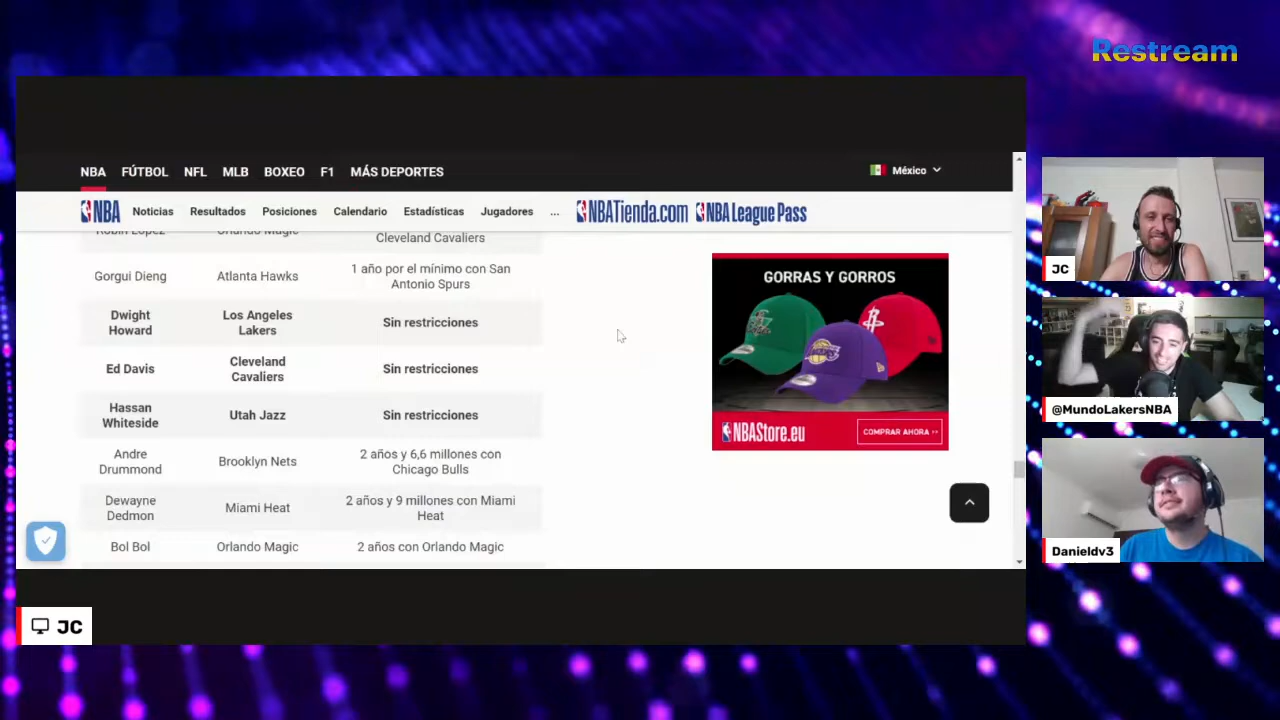 Restream
NBA FÚTBOL NFL MLB BOXEO F1 MÁS DEPORTES
México
NBA Noticias Resultados Posiciones Calendario Estadísticas Jugadores ... NBATienda.com NBA League Pass
Robin Lopez Orlando Magic
Cleveland Cavaliers
Gorgui Dieng Atlanta Hawks 1 año por el mínimo con San
Antonio Spurs
Dwight
Howard
Los Angeles
Lakers
Sin restricciones
Ed Davis
Cleveland
Cavaliers
Sin restricciones
Hassan
Whiteside
Utah Jazz
Sin restricciones
Andre
Drummond
Brooklyn Nets
2 años y 6,6 millones con
Chicago Bulls
Dewayne
Dedmon
Miami Heat
2 años y 9 millones con Miami
Heat
Bol Bol Orlando Magic 2 años con Orlando Magic
GORRAS Y GORROS
NBAStore.eu
COMPRAR AHORA >>
JC
@MundoLakersNBA
Danieldv3
JC